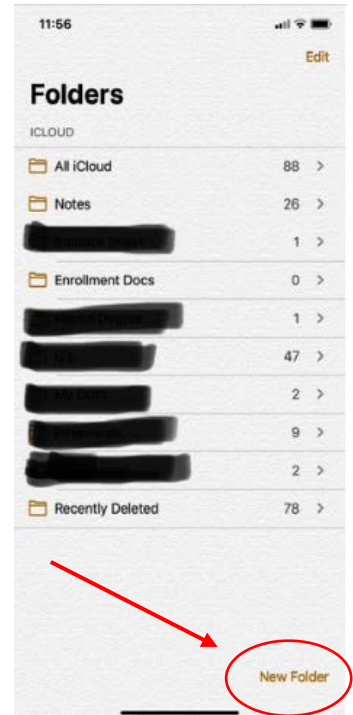 11:56
Edit
Folders
ICLOUD
All iCloud 88 >
Notes 26 >
1 >
Enrollment Docs 0 >
1 >
47 >
2 >
9 >
2 >
Recently Deleted 78 >
New Folder